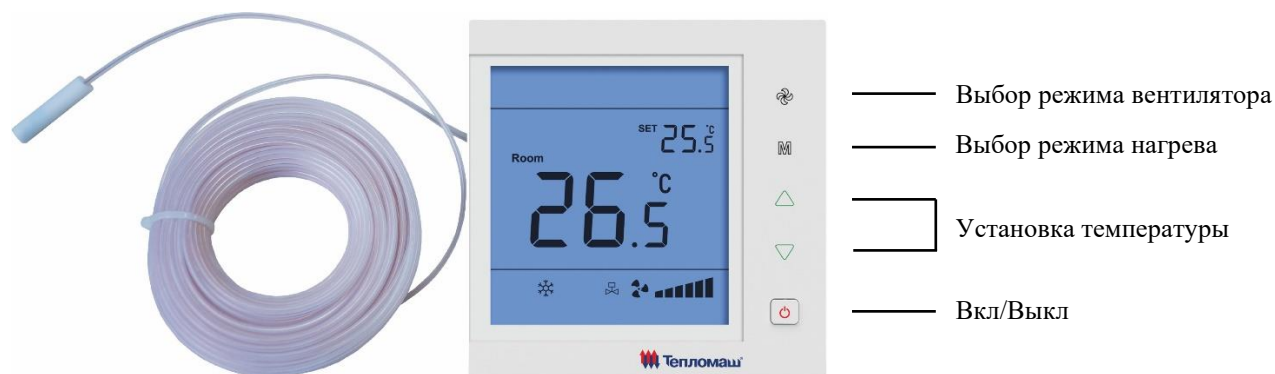 SET 25.5 °C
Room
26.5 °C
M
Тепломаш
Выбор режима вентилятора
Выбор режима нагрева
Установка температуры
Вкл/Выкл